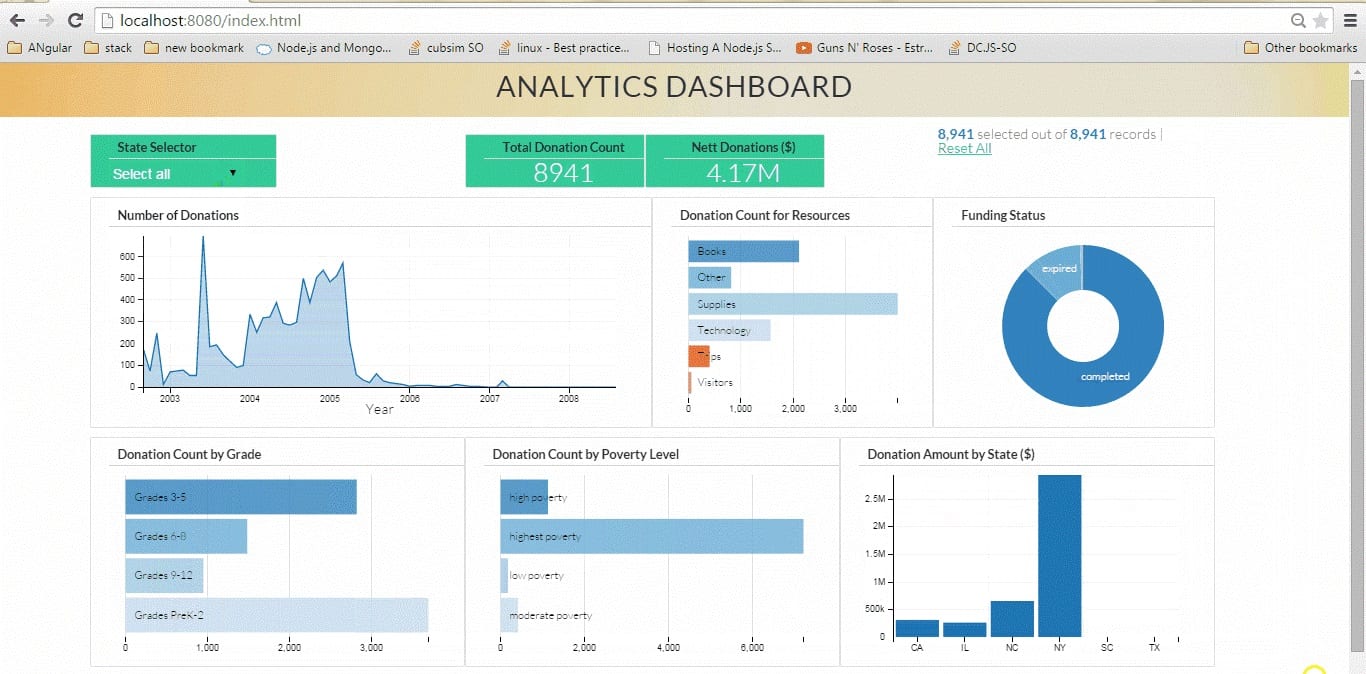 localhost:8080/index.html
ANgular stack new bookmark Node.js and Mongo... cubsim SO linux - Best practice... Hosting A Node.js S... Guns N' Roses - Estr... DCJS-SO Other bookmarks
ANALYTICS DASHBOARD
State Selector
Select all
Total Donation Count
8941
Nett Donations ($)
4.17M
8,941 selected out of 8,941 records |
Reset All
Number of Donations
600
500
400
300
200
100
0
2003 2004 2005 2006 2007 2008
Year
Donation Count for Resources
Books
Other
Supplies
Technology
Visitors
0 1,000 2,000 3,000
Funding Status
expired
completed
Donation Count by Grade
Grades 3-5
Grades 6-8
Grades 9-12
Grades PreK-2
0 1,000 2,000 3,000
Donation Count by Poverty Level
high poverty
highest poverty
low poverty
moderate poverty
0 2,000 4,000 6,000
Donation Amount by State ($)
2.5M
2M
1.5M
1M
500k
0
CA IL NC NY SC TX